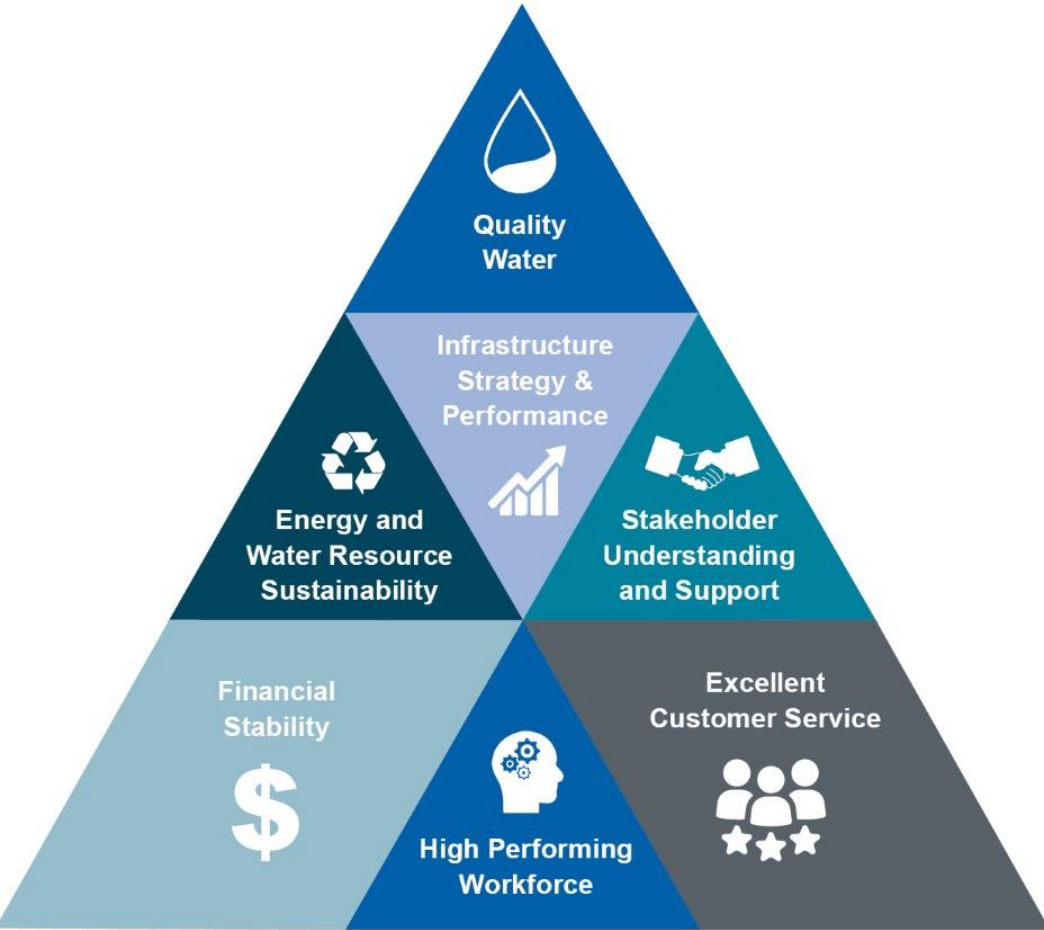 Quality
Water
Infrastructure
Strategy &
Performance
Energy and
Water Resource
Sustainability
Stakeholder
Understanding
and Support
Financial
Stability
$
High Performing
Workforce
Excellent
Customer Service